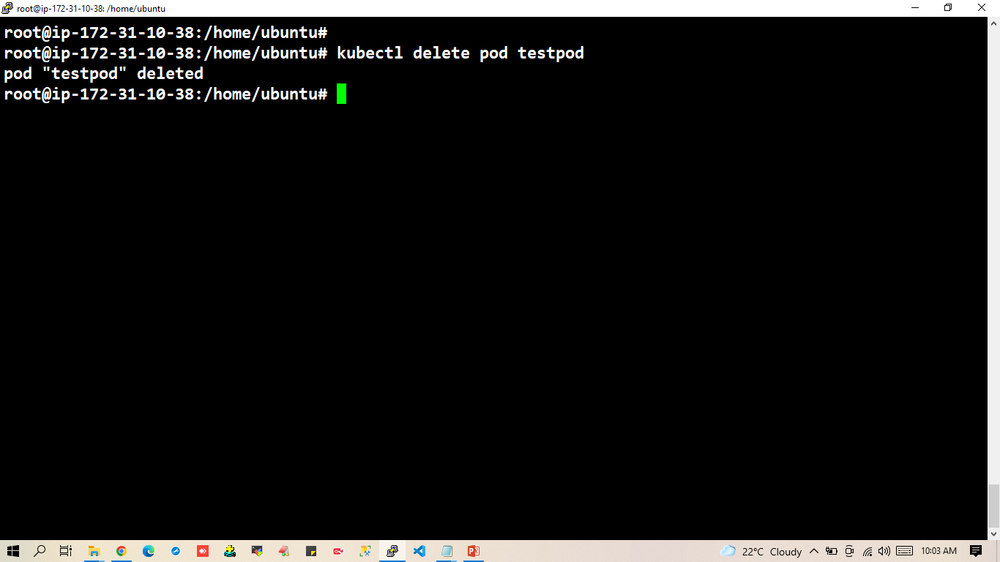 root@ip-172-31-10-38: /home/ubuntu
root@ip-172-31-10-38:/home/ubuntu#
root@ip-172-31-10-38:/home/ubuntu# kubectl delete pod testpod
pod "testpod" deleted
root@ip-172-31-10-38:/home/ubuntu#
22°C Cloudy 10:03 AM